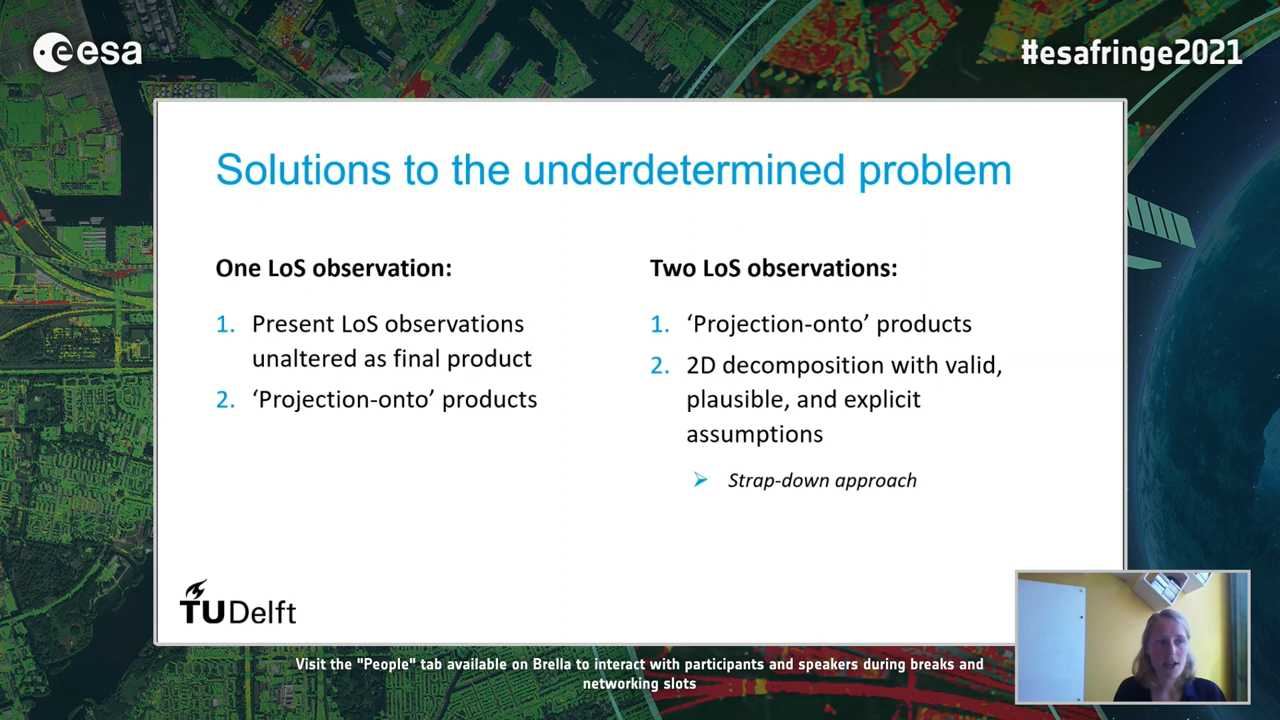 esa
#esafringe2021
Solutions to the underdetermined problem
One LoS observation:
1. Present LoS observations
unaltered as final product
2. ‘Projection-onto’ products
Two LoS observations:
1. ‘Projection-onto’ products
2. 2D decomposition with valid,
plausible, and explicit
assumptions
Strap-down approach
TUDelft
Visit the "People" tab available on Brella to interact with participants and speakers during breaks and
networking slots